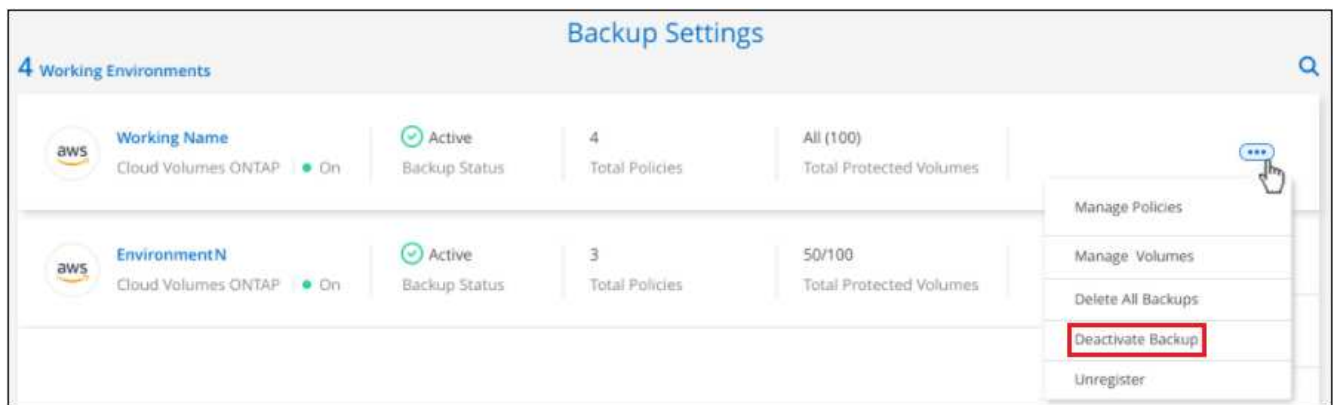 Backup Settings
4 Working Environments
aws
Working Name
Active
4
All (100)
Cloud Volumes ONTAP
On
Backup Status
Total Policies
Total Protected Volumes
Manage Policies
aws
EnvironmentN
Active
3
50/100
Manage Volumes
Cloud Volumes ONTAP
On
Backup Status
Total Policies
Total Protected Volumes
Delete All Backups
Deactivate Backup
Unregister